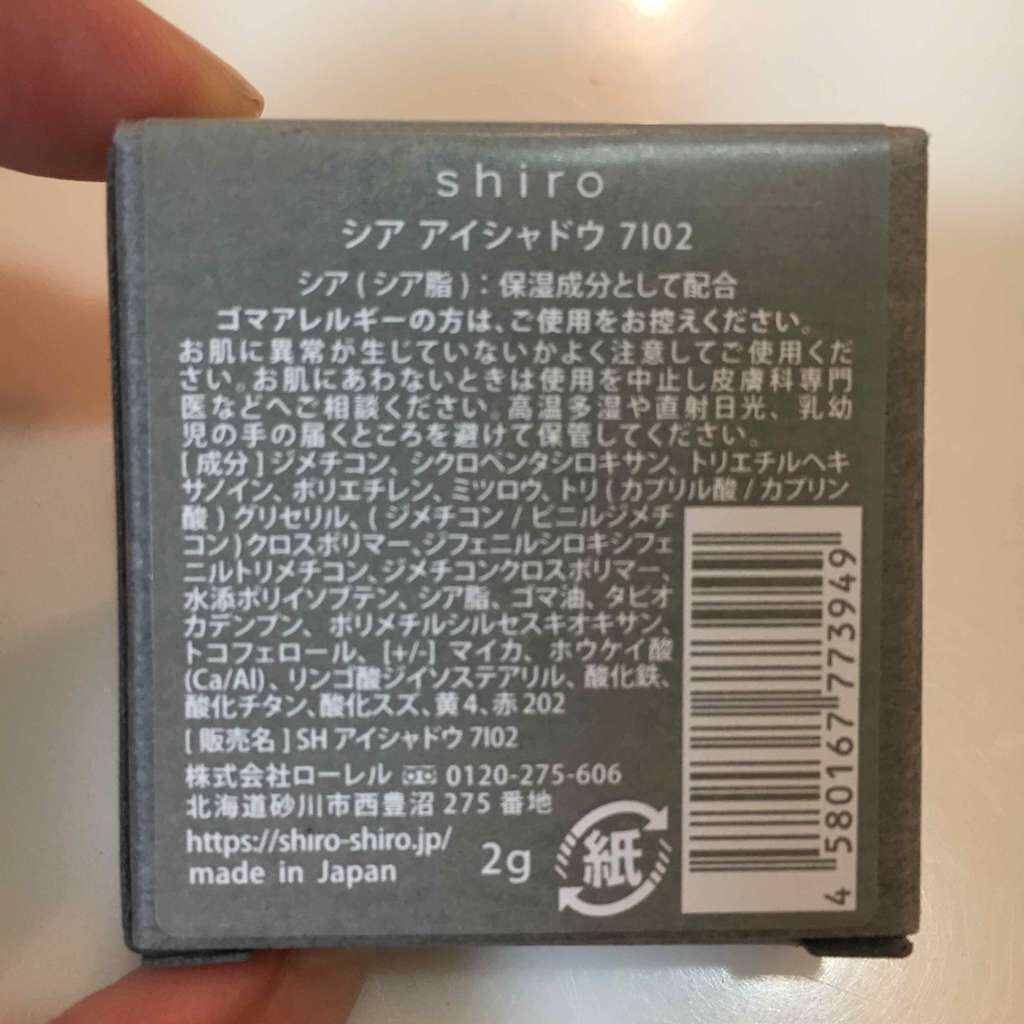 shiro
シア アイシャドウ 7I02
シア ( シア脂 ) : 保湿成分として配合
ゴマアレルギーの方は、ご使用をお控えください。
お肌に異常が生じていないかよく注意してご使用くだ
さい。お肌にあわないときは使用を中止し皮膚科専門
医などへご相談ください。高温多湿や直射日光、乳幼
児の手の届くところを避けて保管してください。
[ 成分 ] ジメチコン、シクロペンタシロキサン、トリエチルヘキ
サノイン、ポリエチレン、ミツロウ、トリ ( カプリル酸 / カプリン
酸 ) グリセリル、( ジメチコン / ビニルジメチ
コン ) クロスポリマー、ジフェニルシロキシフェ
ニルトリメチコン、ジメチコンクロスポリマー、
水添ポリイソブテン、シア脂、ゴマ油、タピオ
カデンプン、ポリメチルシルセスキオキサン、
トコフェロール、[+/-] マイカ、ホウケイ酸
(Ca/Al)、リンゴ酸ジイソステアリル、酸化鉄、
酸化チタン、酸化スズ、黄4、赤202
[ 販売名 ] SH アイシャドウ 7I02
株式会社ローレル 0120-275-606
北海道砂川市西豊沼 275 番地
https://shiro-shiro.jp/
made in Japan
2g
紙
4 580167 773949